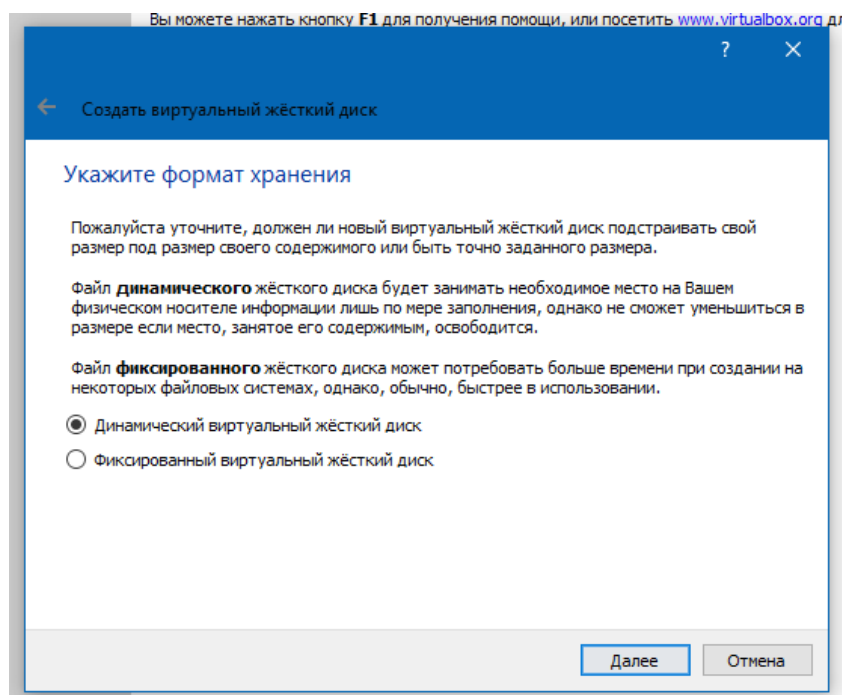 Вы можете нажать кнопку F1 для получения помощи, или посетить www.virtualbox.org дл
?
Создать виртуальный жёсткий диск
Укажите формат хранения
Пожалуйста уточните, должен ли новый виртуальный жёсткий диск подстраивать свой
размер под размер своего содержимого или быть точно заданного размера.
Файл динамического жёсткого диска будет занимать необходимое место на Вашем
физическом носителе информации лишь по мере заполнения, однако не сможет уменьшиться в
размере если место, занятое его содержимым, освободится.
Файл фиксированного жёсткого диска может потребовать больше времени при создании на
некоторых файловых системах, однако, обычно, быстрее в использовании.
Динамический виртуальный жёсткий диск
Фиксированный виртуальный жёсткий диск
Далее
Отмена